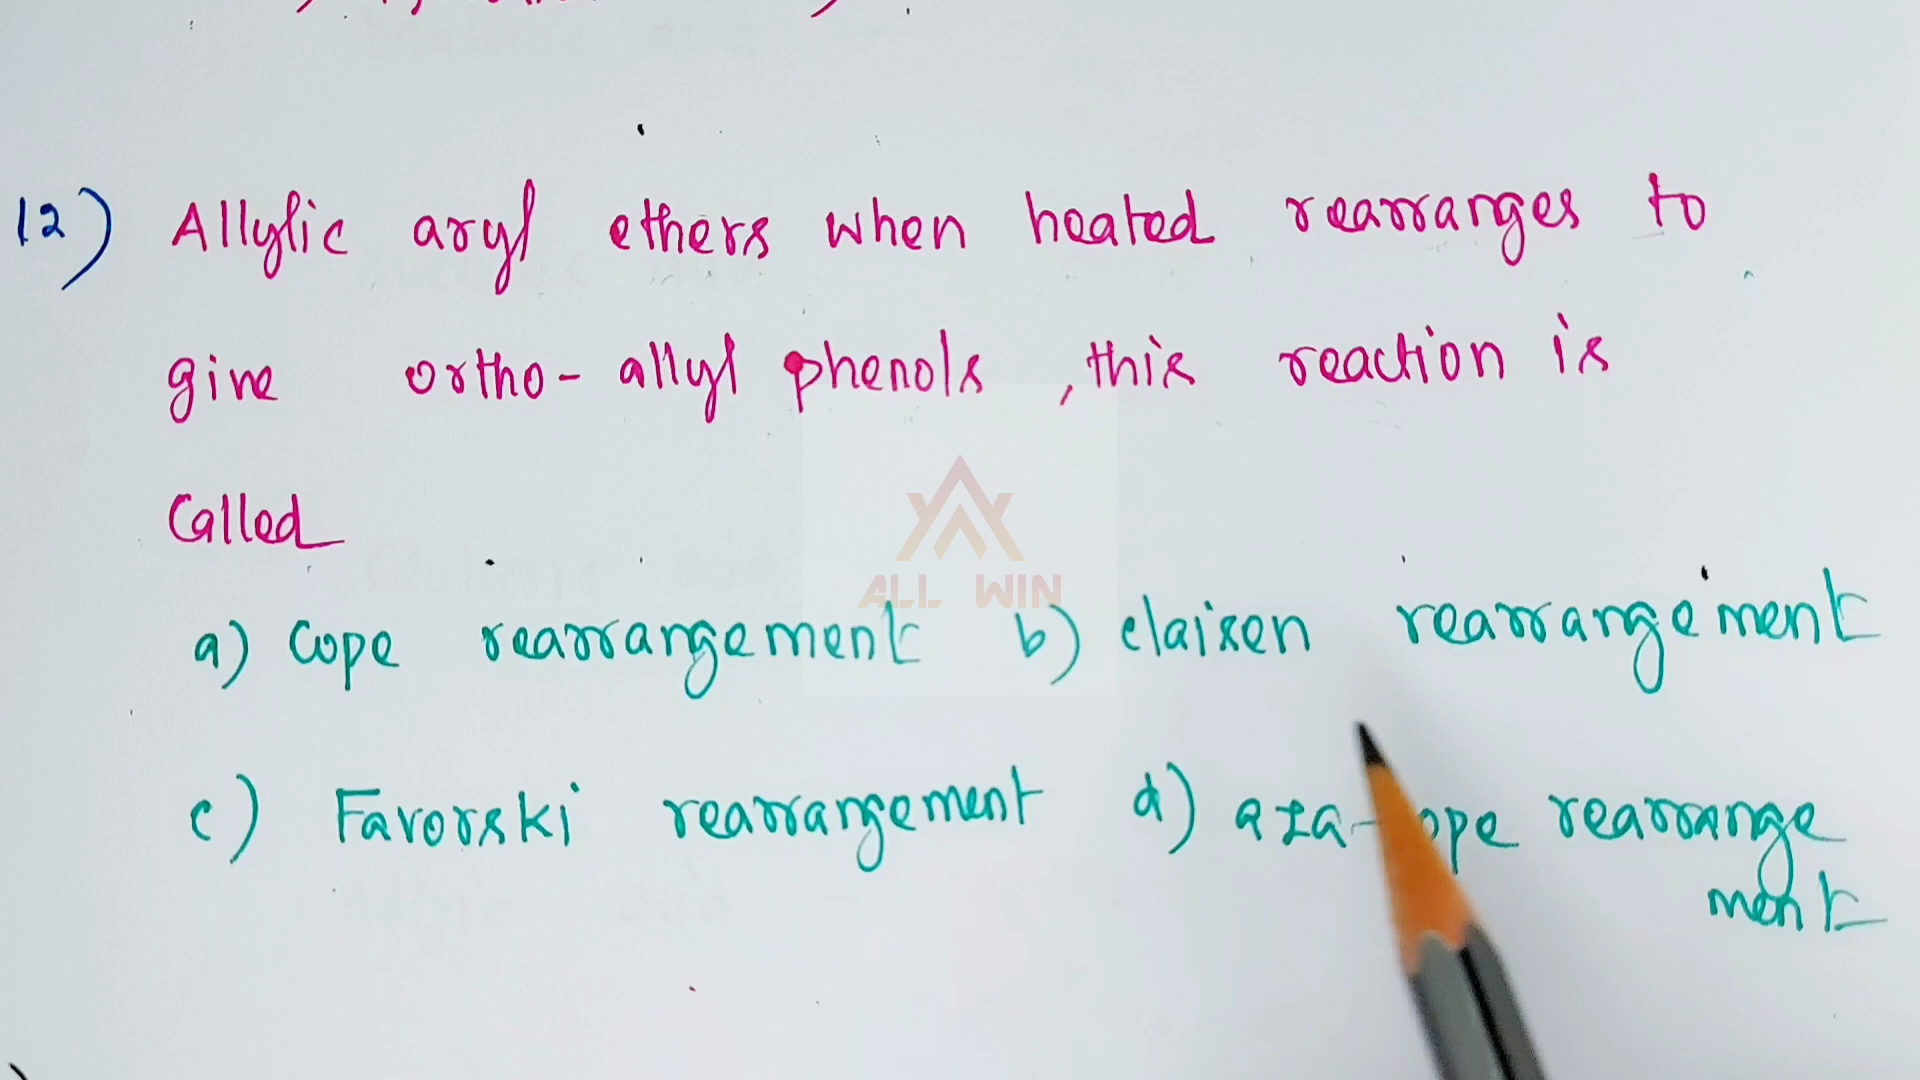 12) Allylic aryl ethers when heated rearranges to
give ortho-allyl phenols, this reaction is
called
ALL WIN
a) Cope rearrangement b) claisen rearrangement
c) Favorski rearrangement d) aza- rearrange
ment